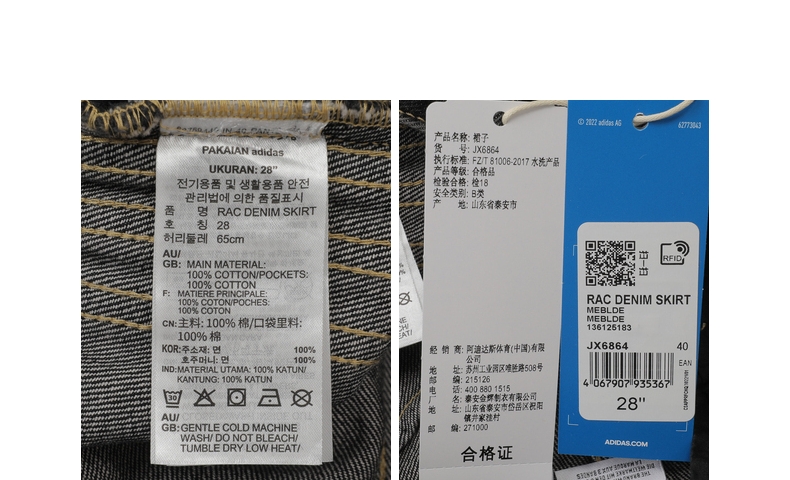 PAKAIAN adidas
UKURAN: 28"
전기용품 및 생활용품 안전
관리법에 의한 품질표시
품 명 RAC DENIM SKIRT
호 칭 28
허리둘레 65cm
AU/
GB: MAIN MATERIAL:
100% COTTON/POCKETS:
100% COTTON
F: MATIERE PRINCIPALE:
100% COTON/POCHES:
100% COTON
CN: 主料: 100% 棉/口袋里料:
100% 棉
KOR: 주소재: 면 100%
호주머니: 면 100%
IND: MATERIAL UTAMA: 100% KATUN/
KANTUNG: 100% KATUN
30
AU/
GB: GENTLE COLD MACHINE
WASH/ DO NOT BLEACH/
TUMBLE DRY LOW HEAT/
产品名称: 裙子
货 号: JX6864
执行标准: FZ/T 81006-2017 水洗产品
产品等级: 合格品
检验合格: 检18
安全类别: B类
产 地: 山东省泰安市
经 销 商: 阿迪达斯体育(中国)有限
公司
地 址: 苏州工业园区唯胜路508号
邮 编: 215126
电 话: 400 880 1515
厂 名: 泰安金辉制衣有限公司
地 址: 山东省泰安市岱岳区祝阳
镇井家挂村
邮 编: 271000
合格证
© 2022 adidas AG
62773043
RFID
RAC DENIM SKIRT
MEBLDE
MEBLDE
136125183
JX6864 40
EAN
4 067907 935367
28"
ADIDAS.COM